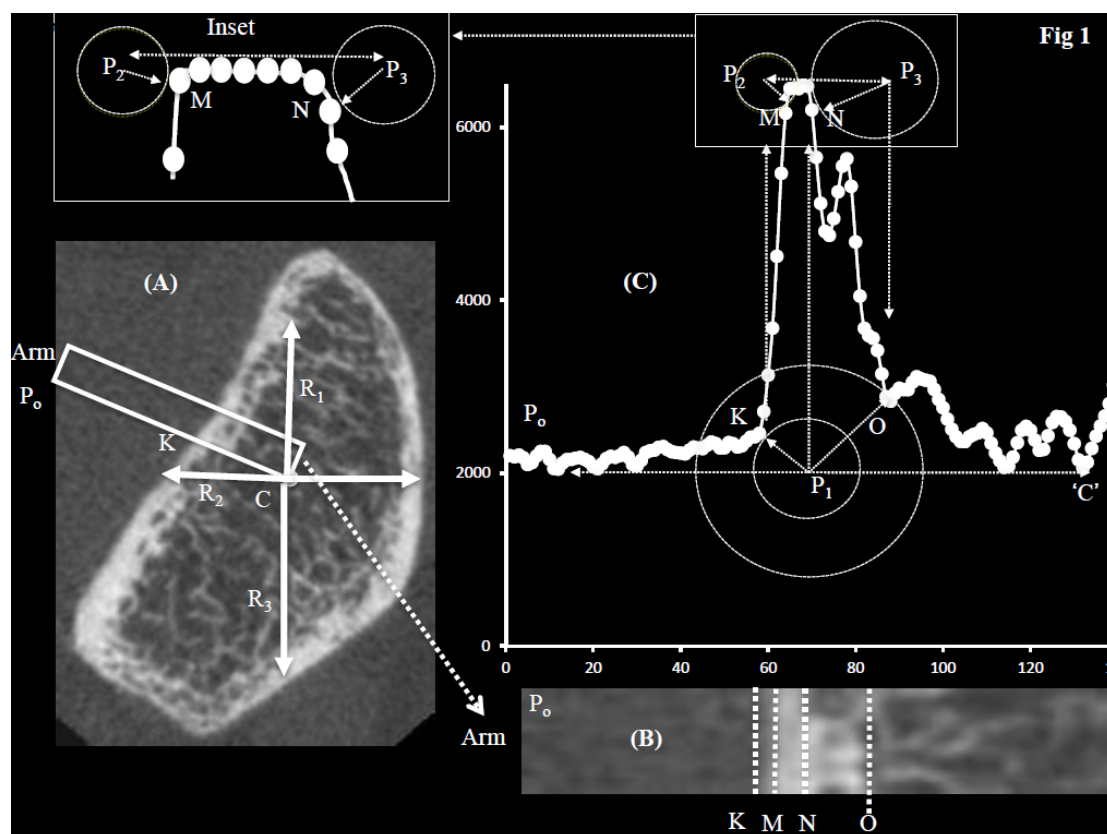 Fig 1
Inset
P2
P3
M
N
(A)
Arm
Po
K
R1
R2
C
R3
Arm
P2
P3
M
N
6000
4000
2000
0
(C)
Po
K
O
P1
'C'
0
20
40
60
80
100
120
Po
(B)
K M N O